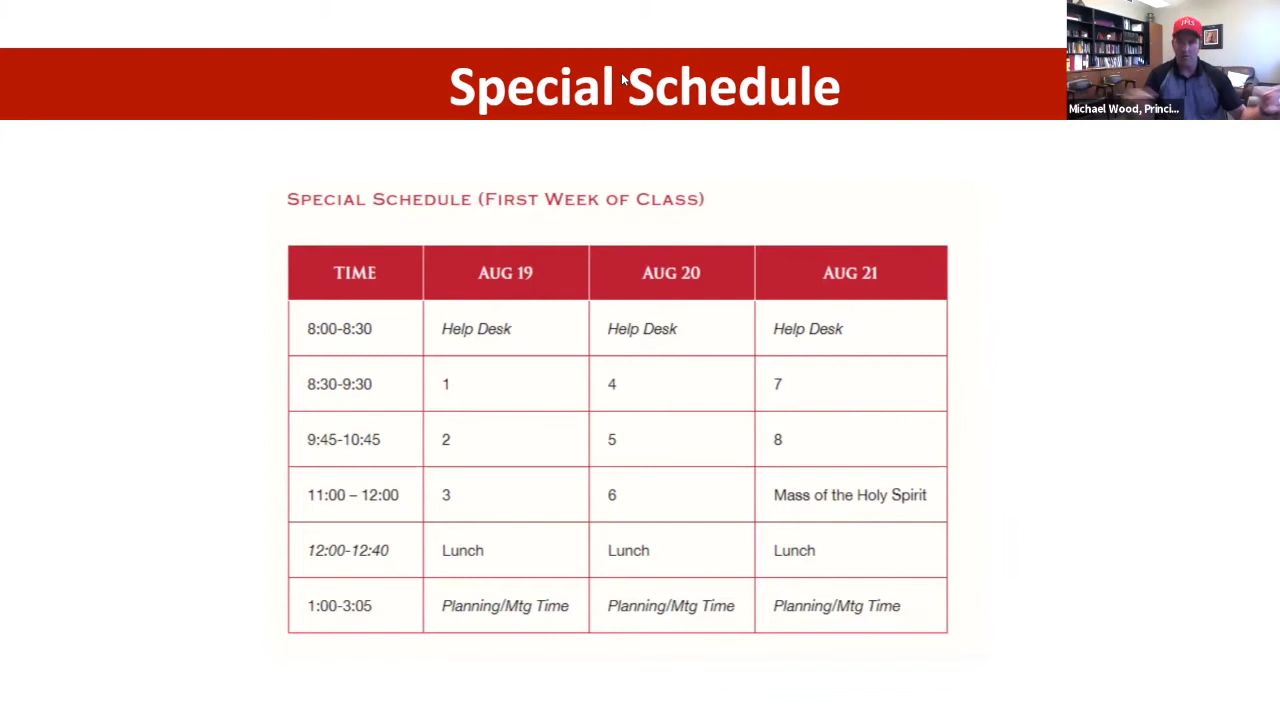 Special Schedule
JHS
Michael Wood, Princi...
SPECIAL SCHEDULE (FIRST WEEK OF CLASS)
TIME AUG 19 AUG 20 AUG 21
8:00-8:30 Help Desk Help Desk Help Desk
8:30-9:30 1 4 7
9:45-10:45 2 5 8
11:00 – 12:00 3 6 Mass of the Holy Spirit
12:00-12:40 Lunch Lunch Lunch
1:00-3:05 Planning/Mtg Time Planning/Mtg Time Planning/Mtg Time